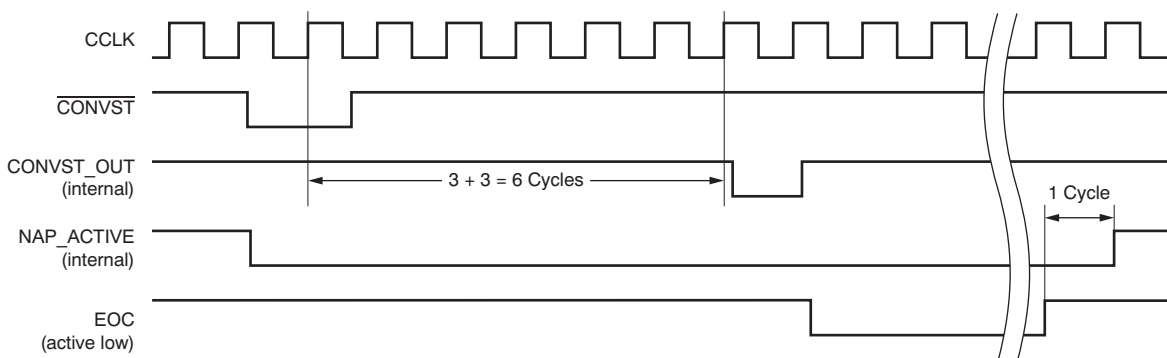 CCLK
CONVST
CONVST_OUT
(internal)
3 + 3 = 6 Cycles
1 Cycle
NAP_ACTIVE
(internal)
EOC
(active low)